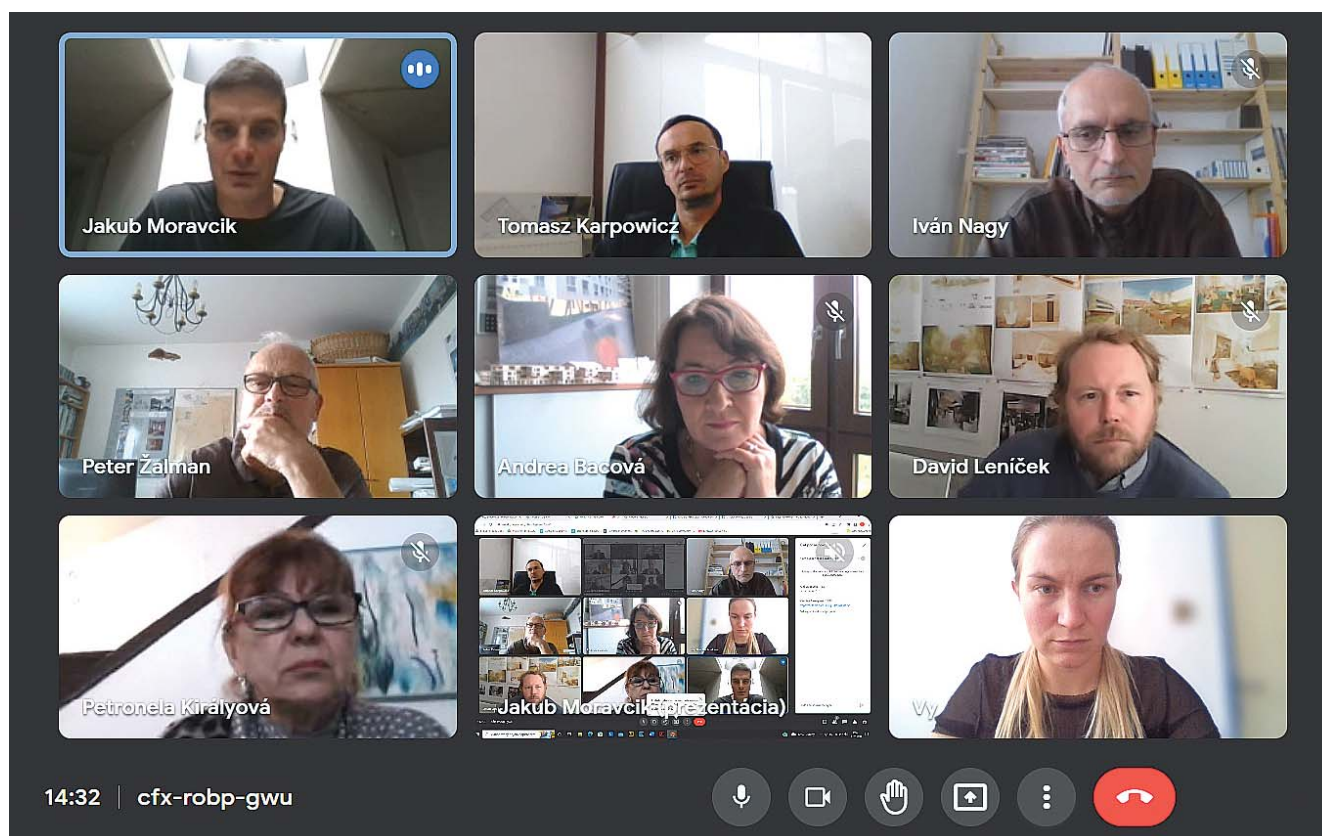 Jakub Moravcik
Tomasz Karpowicz
Iván Nagy
Peter Žalman
Andrea Bacová
David Leníček
Petronela Királyová
Jakub Moravcik (prezentácia)
Vy
14:32 | cfx-robp-gwu